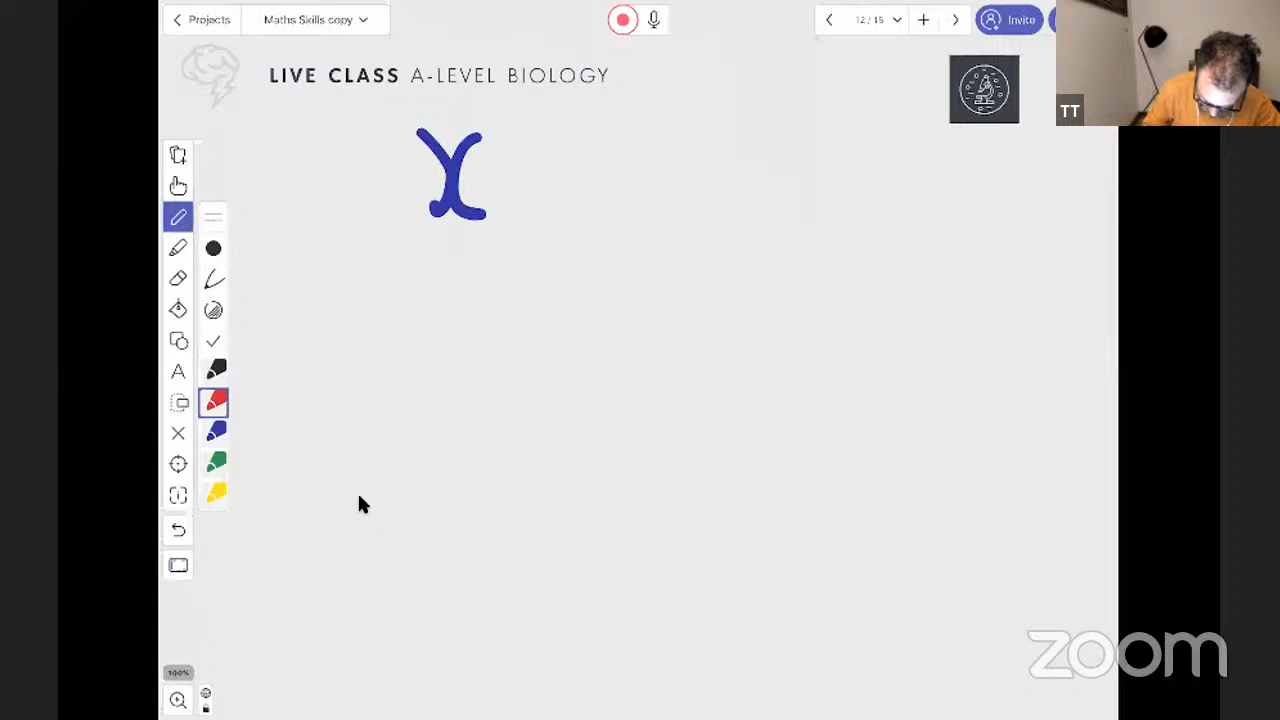 Projects
Maths Skills copy
12 / 15
Invite
LIVE CLASS A-LEVEL BIOLOGY
TT
x
A
100%
zoom